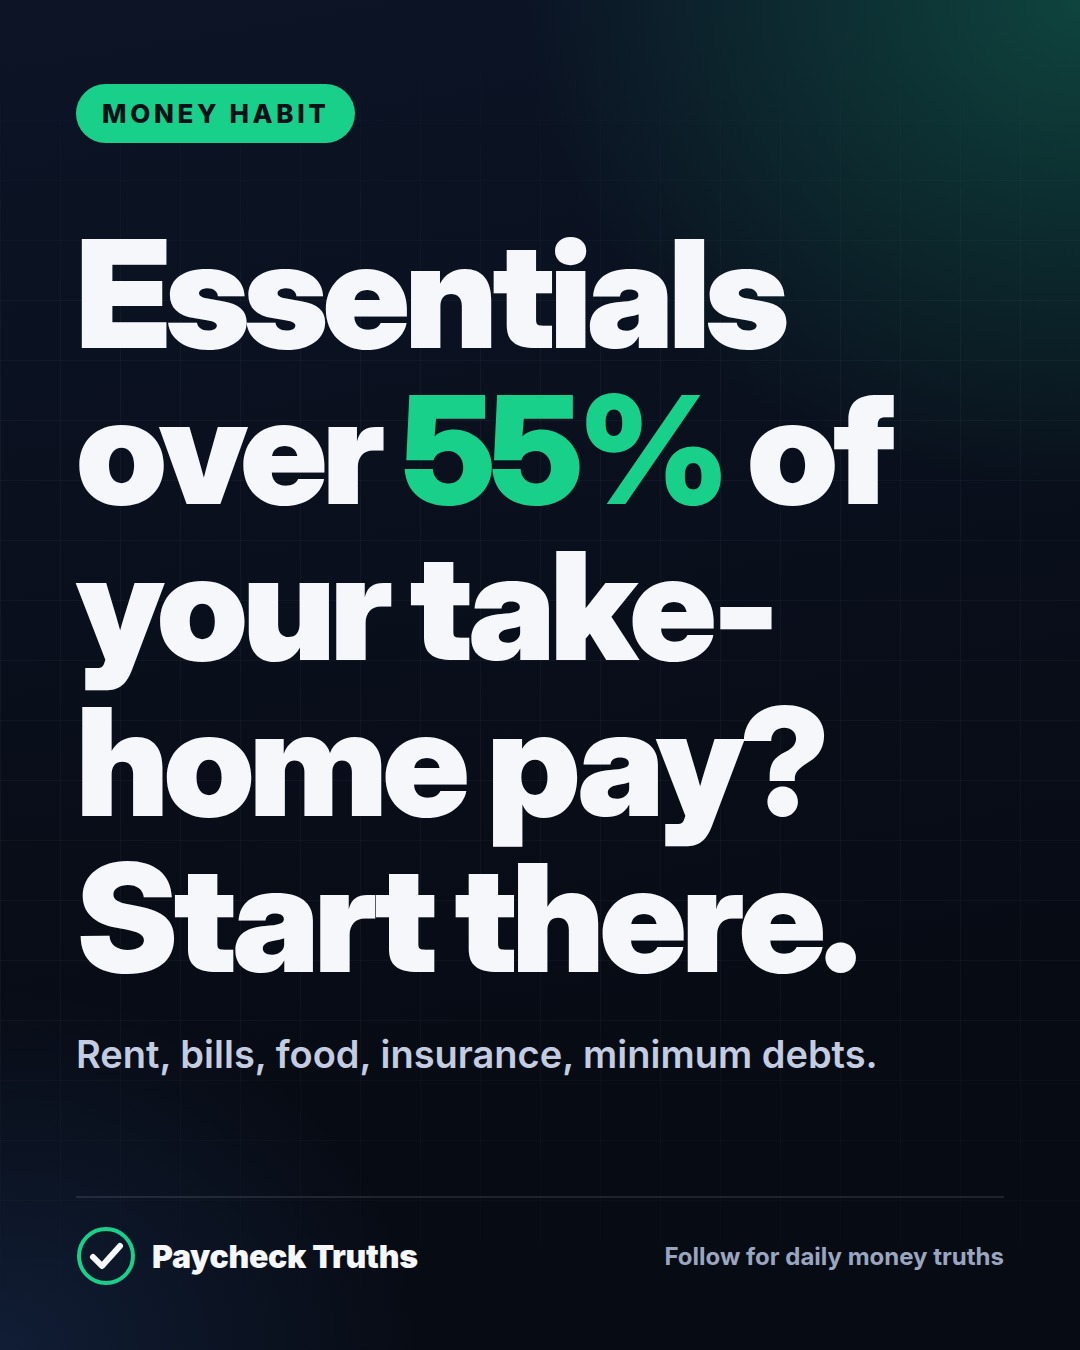 MONEY HABIT
Essentials
over 55% of
your take-
home pay?
Start there.
Rent, bills, food, insurance, minimum debts.
Paycheck Truths
Follow for daily money truths